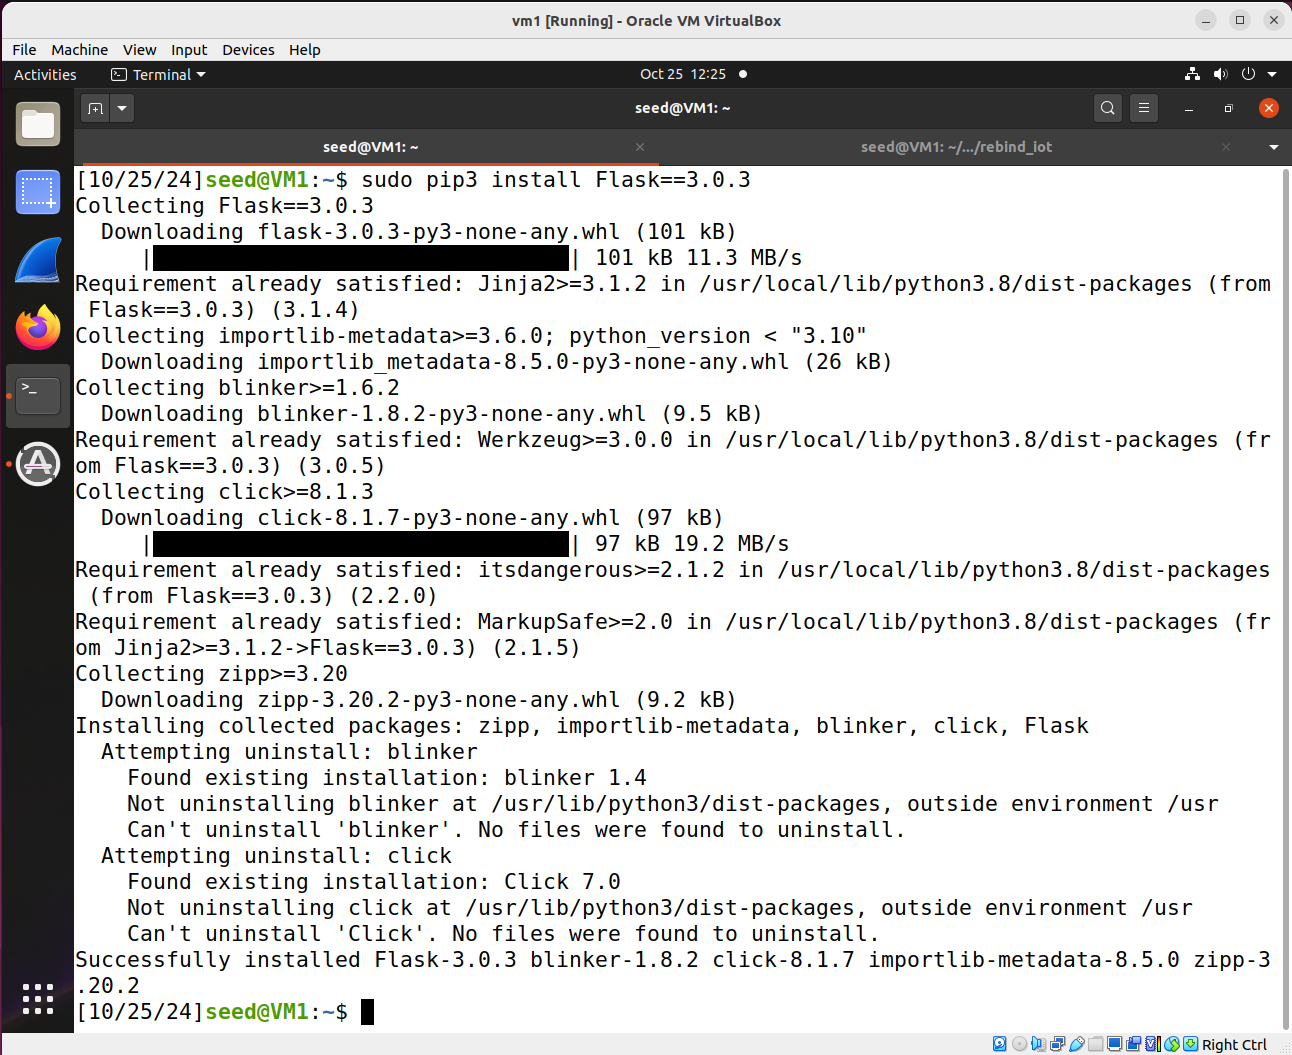 vm1 [Running] - Oracle VM VirtualBox
File Machine View Input Devices Help
Activities Terminal Oct 25 12:25
seed@VM1: ~
seed@VM1: ~ seed@VM1: ~/.../rebind_iot
[10/25/24]seed@VM1:~$ sudo pip3 install Flask==3.0.3
Collecting Flask==3.0.3
  Downloading flask-3.0.3-py3-none-any.whl (101 kB)
     |████████████████████████████████| 101 kB 11.3 MB/s
Requirement already satisfied: Jinja2>=3.1.2 in /usr/local/lib/python3.8/dist-packages (from
 Flask==3.0.3) (3.1.4)
Collecting importlib-metadata>=3.6.0; python_version < "3.10"
  Downloading importlib_metadata-8.5.0-py3-none-any.whl (26 kB)
Collecting blinker>=1.6.2
  Downloading blinker-1.8.2-py3-none-any.whl (9.5 kB)
Requirement already satisfied: Werkzeug>=3.0.0 in /usr/local/lib/python3.8/dist-packages (fr
om Flask==3.0.3) (3.0.5)
Collecting click>=8.1.3
  Downloading click-8.1.7-py3-none-any.whl (97 kB)
     |████████████████████████████████| 97 kB 19.2 MB/s
Requirement already satisfied: itsdangerous>=2.1.2 in /usr/local/lib/python3.8/dist-packages
 (from Flask==3.0.3) (2.2.0)
Requirement already satisfied: MarkupSafe>=2.0 in /usr/local/lib/python3.8/dist-packages (fr
om Jinja2>=3.1.2->Flask==3.0.3) (2.1.5)
Collecting zipp>=3.20
  Downloading zipp-3.20.2-py3-none-any.whl (9.2 kB)
Installing collected packages: zipp, importlib-metadata, blinker, click, Flask
  Attempting uninstall: blinker
    Found existing installation: blinker 1.4
    Not uninstalling blinker at /usr/lib/python3/dist-packages, outside environment /usr
    Can't uninstall 'blinker'. No files were found to uninstall.
  Attempting uninstall: click
    Found existing installation: Click 7.0
    Not uninstalling click at /usr/lib/python3/dist-packages, outside environment /usr
    Can't uninstall 'Click'. No files were found to uninstall.
Successfully installed Flask-3.0.3 blinker-1.8.2 click-8.1.7 importlib-metadata-8.5.0 zipp-3
.20.2
[10/25/24]seed@VM1:~$
Right Ctrl